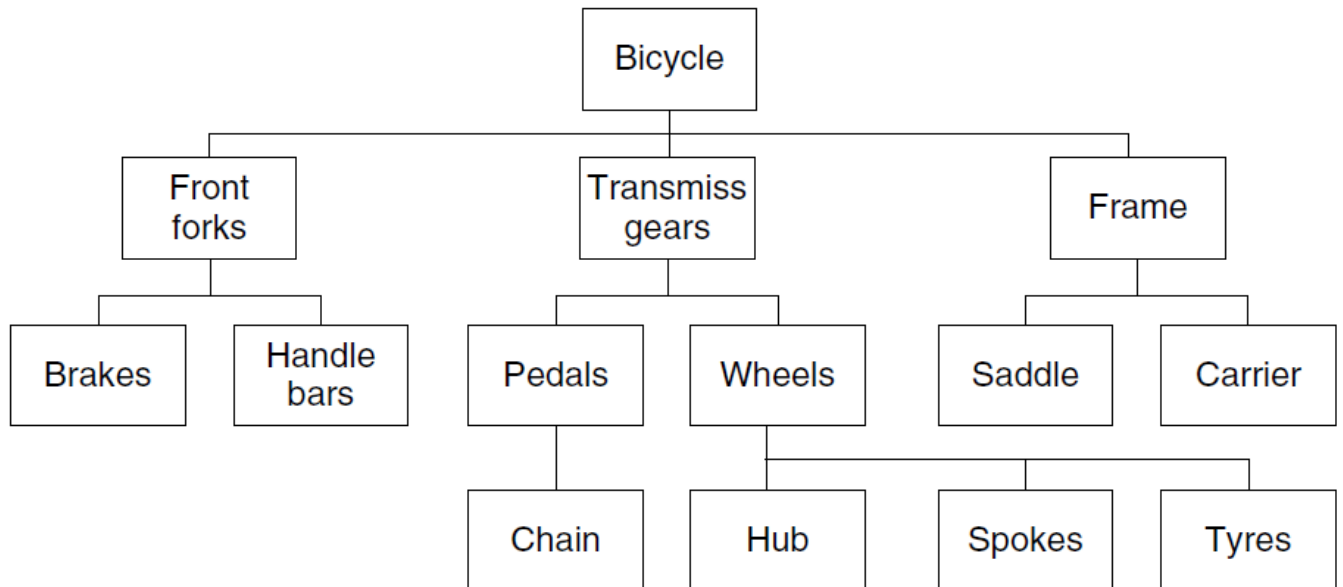 Bicycle
Front
forks
Transmiss
gears
Frame
Brakes
Handle
bars
Pedals
Wheels
Saddle
Carrier
Chain
Hub
Spokes
Tyres